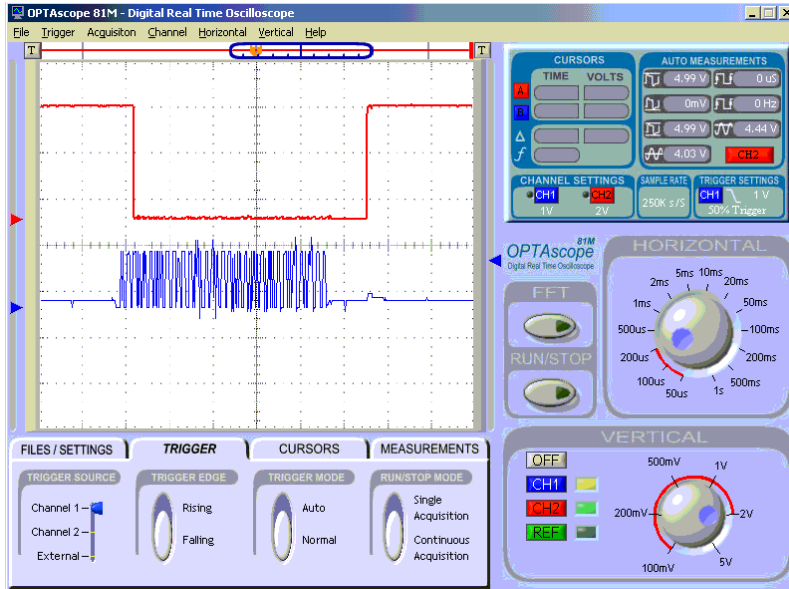 OPTAscope 81M - Digital Real Time Oscilloscope
File Trigger Acquisiton Channel Horizontal Vertical Help
T T T
CURSORS
TIME VOLTS
A
B
Δ
f
AUTO MEASUREMENTS
4.99 V 0 uS
0mV 0 Hz
4.99 V 4.44 V
4.03 V CH2
CHANNEL SETTINGS
CH1 CH2
1V 2V
SAMPLE RATE
250K s/S
TRIGGER SETTINGS
CH1 1 V
50% Trigger
81M
OPTAscope
Digital Real Time Oscilloscope
FFT
RUN/STOP
HORIZONTAL
50us
100us
200us
500us
1ms
2ms
5ms
10ms
20ms
50ms
100ms
200ms
500ms
1s
FILES / SETTINGS TRIGGER CURSORS MEASUREMENTS
TRIGGER SOURCE
Channel 1
Channel 2
External
TRIGGER EDGE
Rising
Falling
TRIGGER MODE
Auto
Normal
RUN/STOP MODE
Single
Acquisition
Continuous
Acquisition
VERTICAL
OFF
CH1
CH2
REF
100mV
200mV
500mV
1V
2V
5V